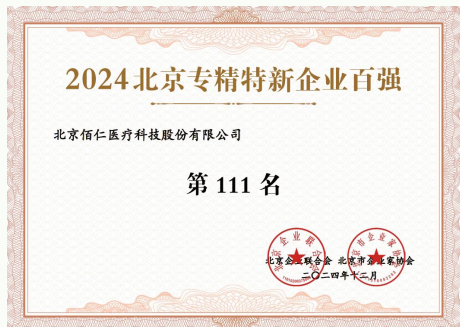 2024北京专精特新企业百强
北京佰仁医疗科技股份有限公司
第 111 名
北京企业联合会 北京市企业家协会
二〇二四年十二月